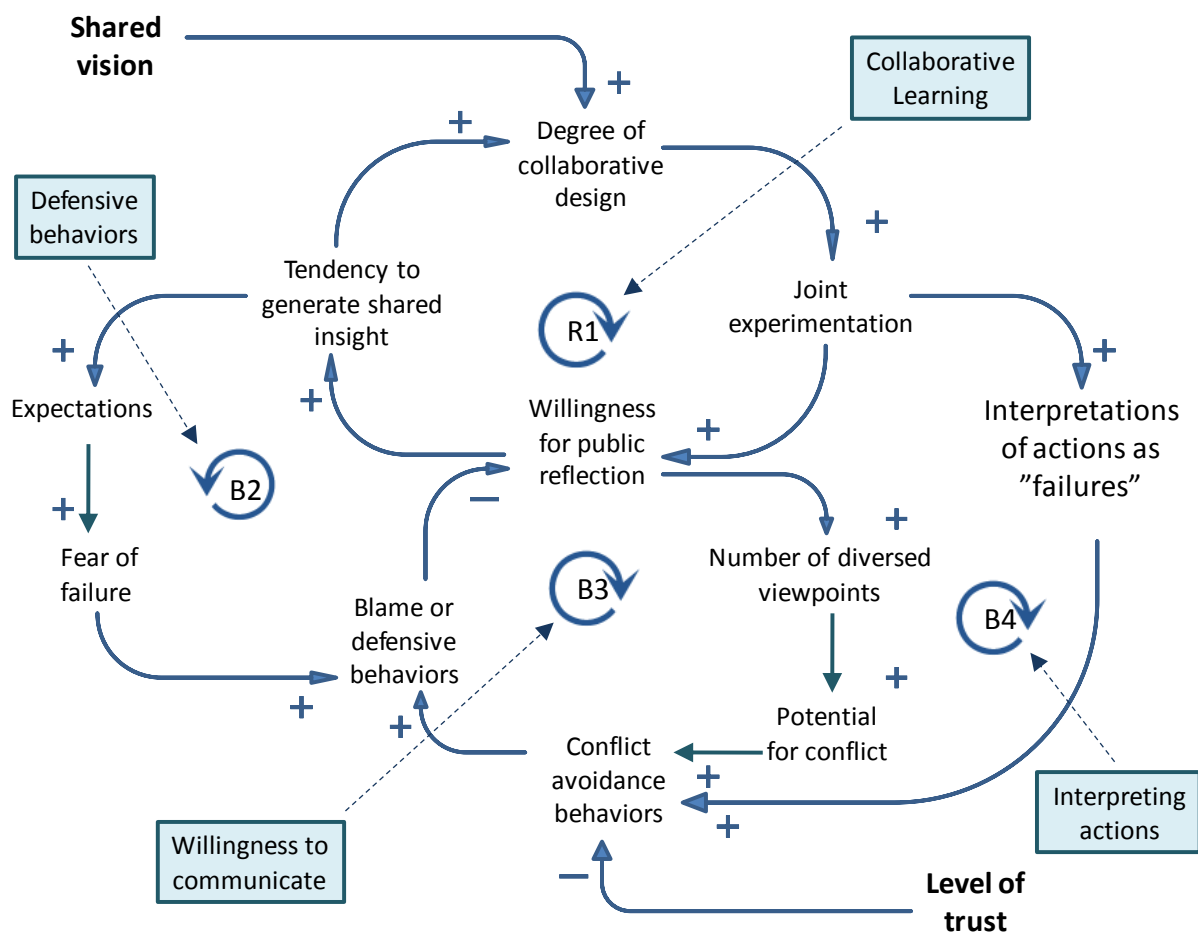 Shared
vision
+
Collaborative
Learning
+
Degree of
collaborative
design
Defensive
behaviors
+
Tendency to
generate shared
insight
R1
Joint
experimentation
+
+
Expectations
+
Willingness
for public
reflection
+
Interpretations
of actions as
”failures”
B2
+
Fear of
failure
−
+
Number of diversed
viewpoints
B3
B4
Blame or
defensive
behaviors
+
+
+
Potential
for conflict
Conflict
avoidance
behaviors
+
+
Interpreting
actions
Willingness to
communicate
−
Level of
trust